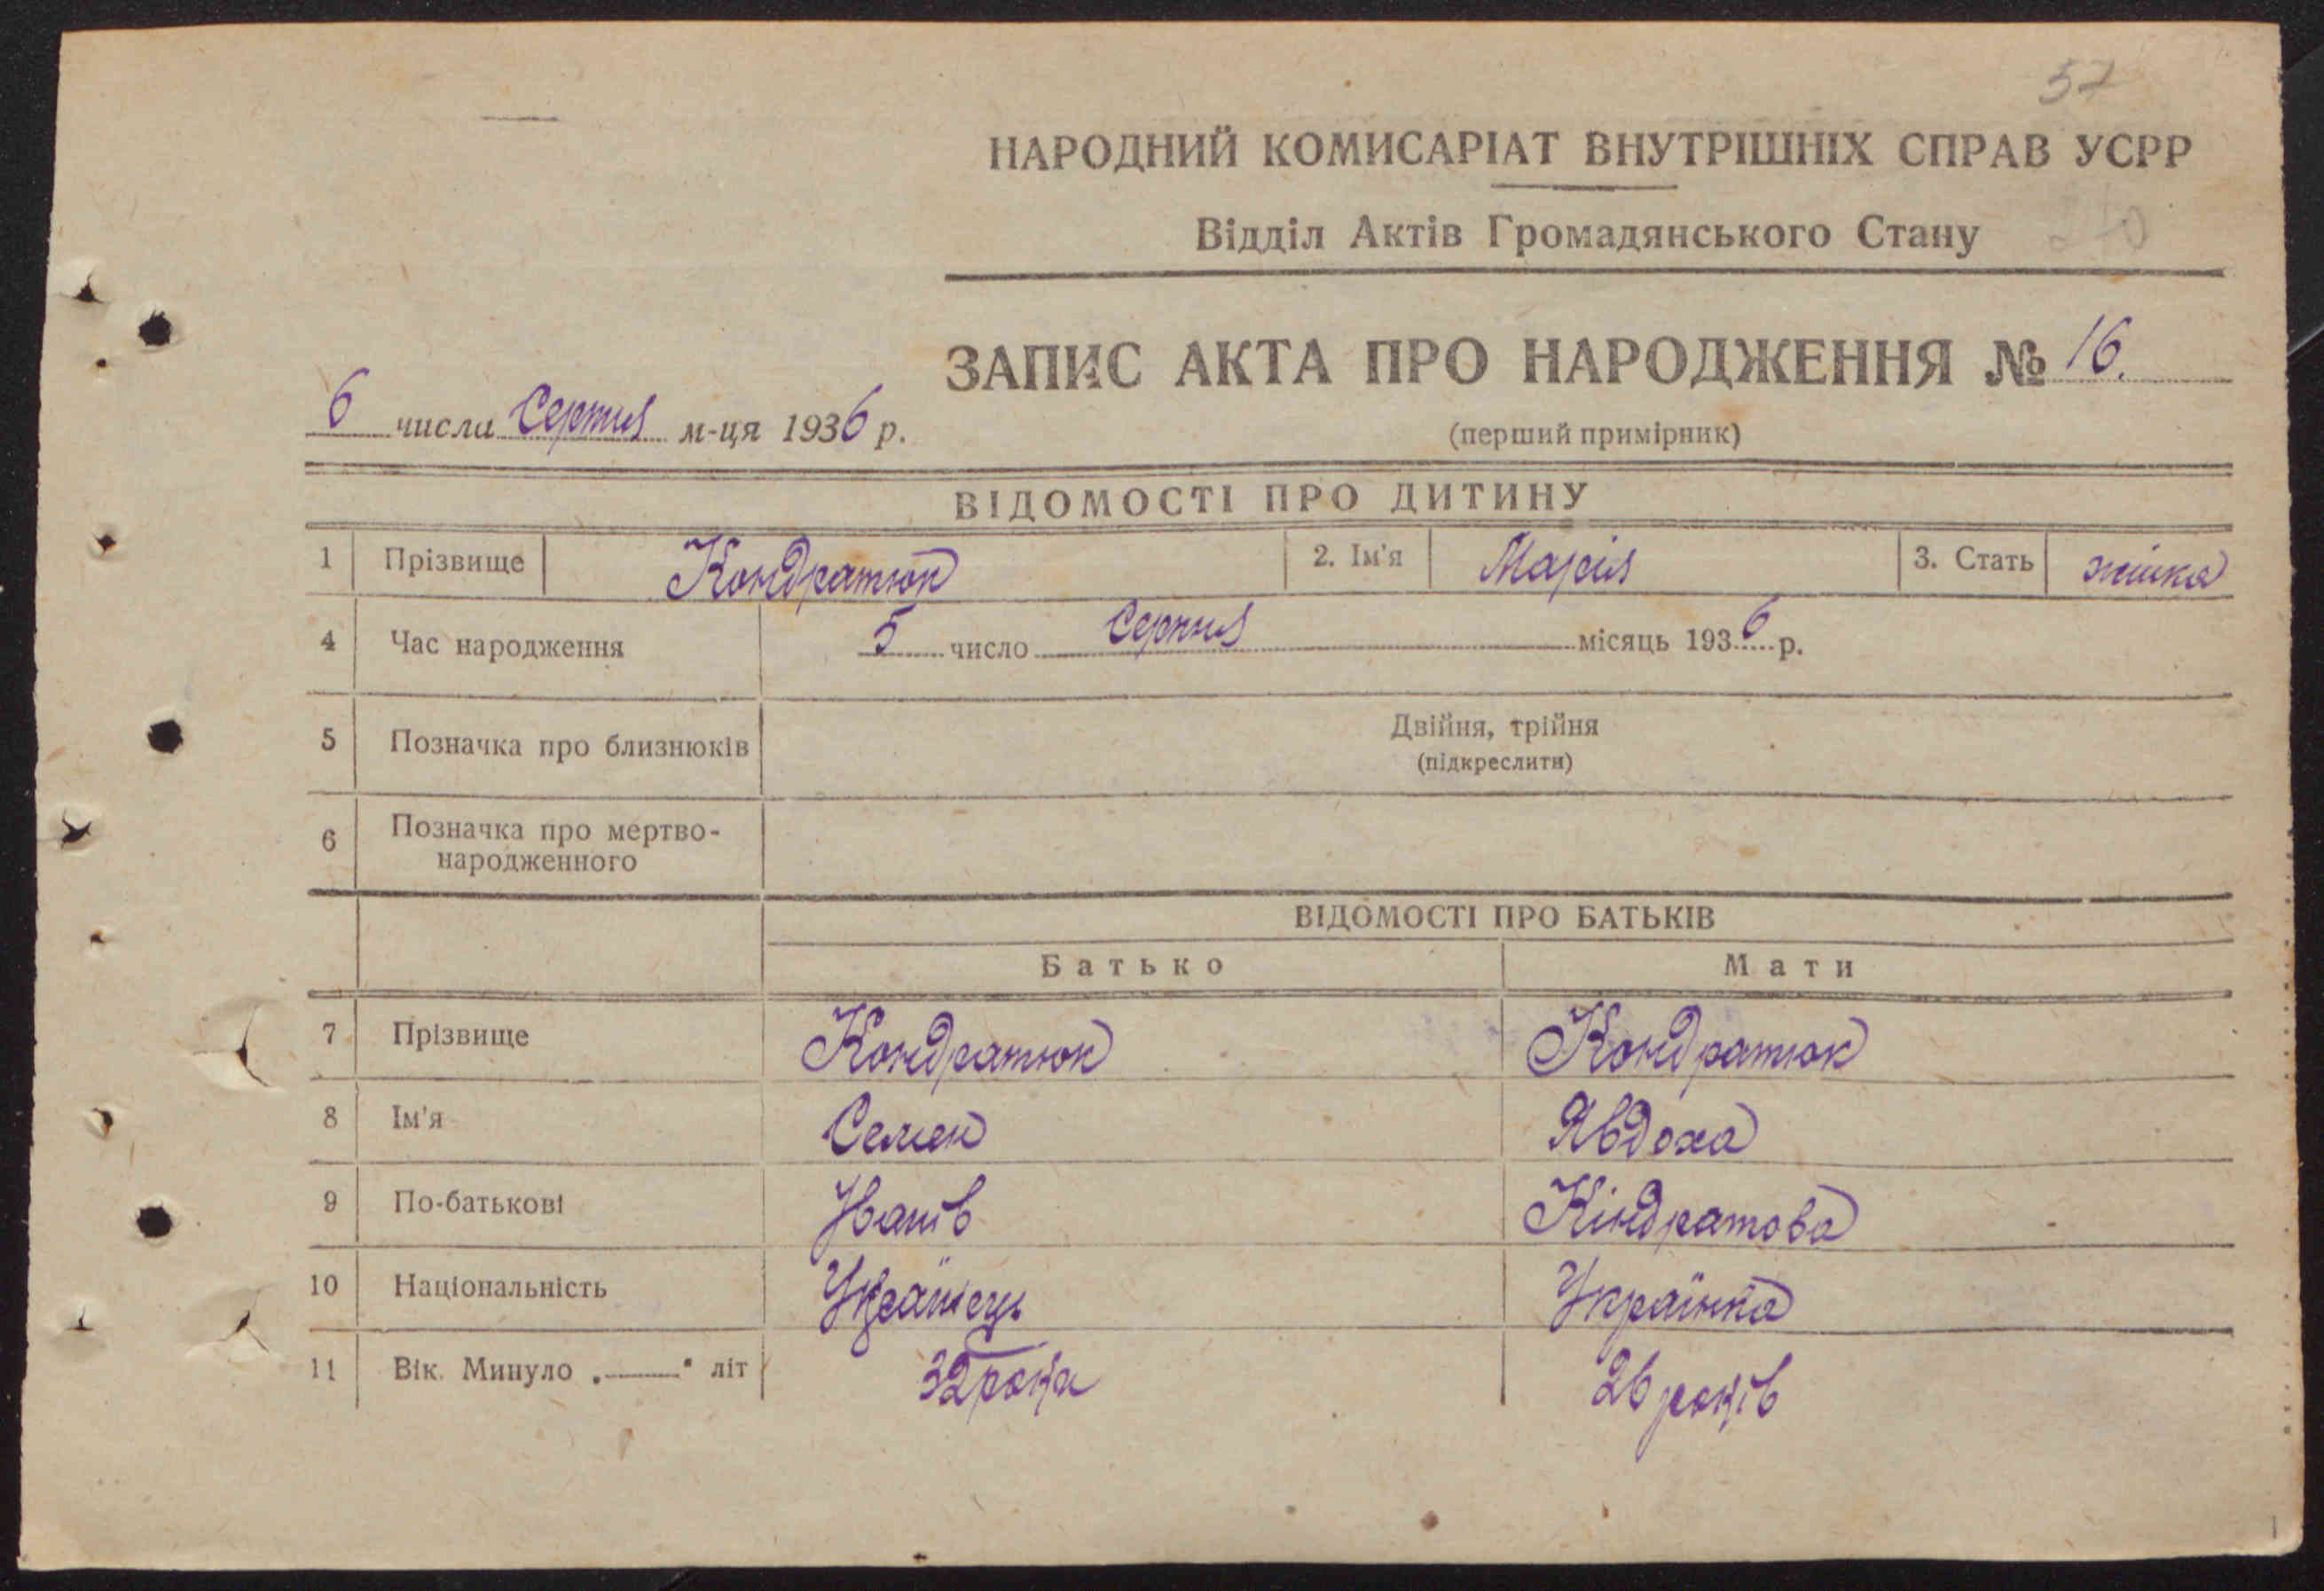 57
НАРОДНИЙ КОМИСАРІАТ ВНУТРІШНІХ СПРАВ УСРР
Відділ Актів Громадянського Стану
ЗАПИС АКТА ПРО НАРОДЖЕННЯ № 16.
6 числа Серпня м-ця 1936 р.
(перший примірник)
ВІДОМОСТІ ПРО ДИТИНУ
1 Прізвище Кондратюк 2. Ім'я Марія 3. Стать жінка
4 Час народження 5 число Серпня місяць 1936 р.
5 Позначка про близнюків Двійня, трійня
(підкреслити)
6 Позначка про мертво-
народженного
ВІДОМОСТІ ПРО БАТЬКІВ
Батько Мати
7 Прізвище Кондратюк Кондратюк
8 Ім'я Семен Явдоха
9 По-батькові Іванів Кіндратова
10 Національність Українець Українка
11 Вік. Минуло „——" літ 32 роки 26 років